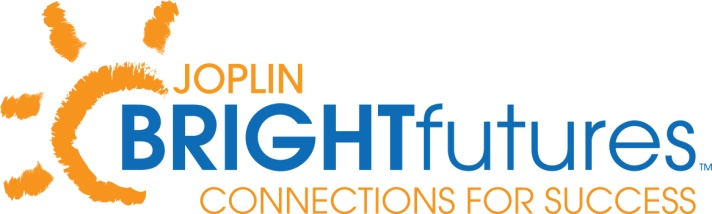 JOPLIN
BRIGHTfutures™
CONNECTIONS FOR SUCCESS